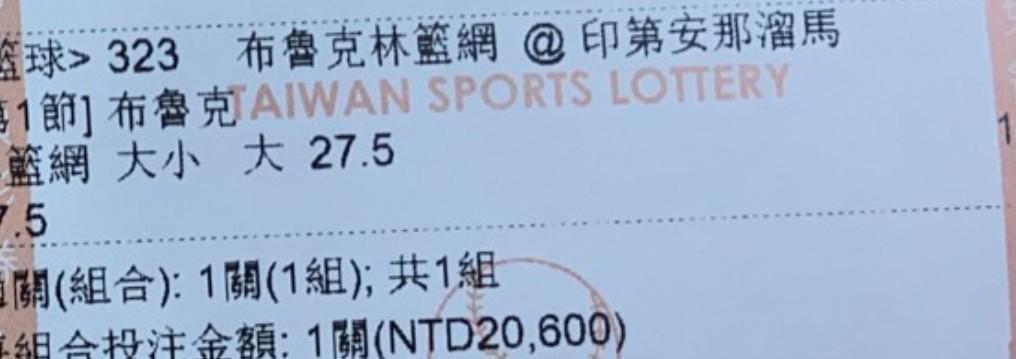 籃球> 323 布魯克林籃網 @ 印第安那溜馬
TAIWAN SPORTS LOTTERY
第1節] 布魯克
籃網 大小 大 27.5
7.5
關(組合): 1關(1組); 共1組
組合投注金額: 1關(NTD20,600)